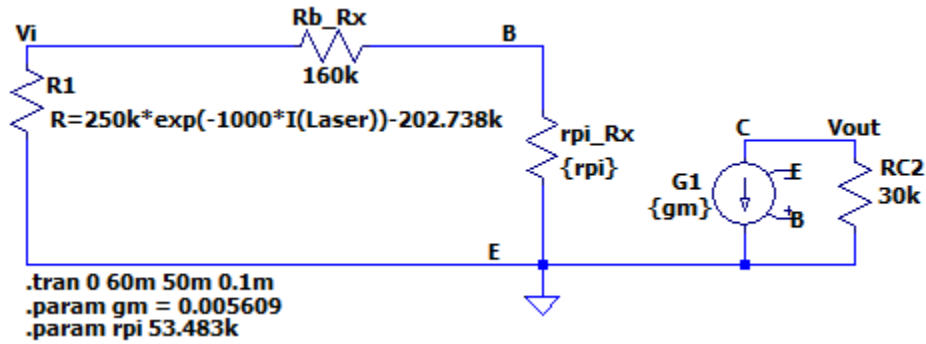 Rb_Rx
Vi
B
160k
R1
R=250k*exp(-1000*I(Laser))-202.738k
rpi_Rx
{rpi}
C
Vout
G1
{gm}
E
+
B
RC2
30k
E
.tran 0 60m 50m 0.1m
.param gm = 0.005609
.param rpi 53.483k